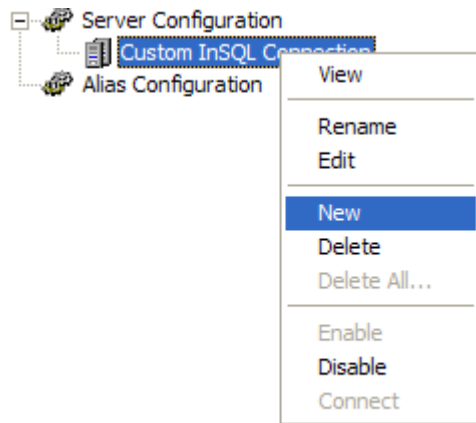 Server Configuration
Custom InSQL Connection
Alias Configuration
View
Rename
Edit
New
Delete
Delete All...
Enable
Disable
Connect